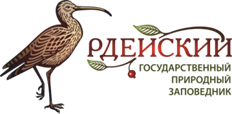 РДЕЙСКИЙ
ГОСУДАРСТВЕННЫЙ
ПРИРОДНЫЙ
ЗАПОВЕДНИК